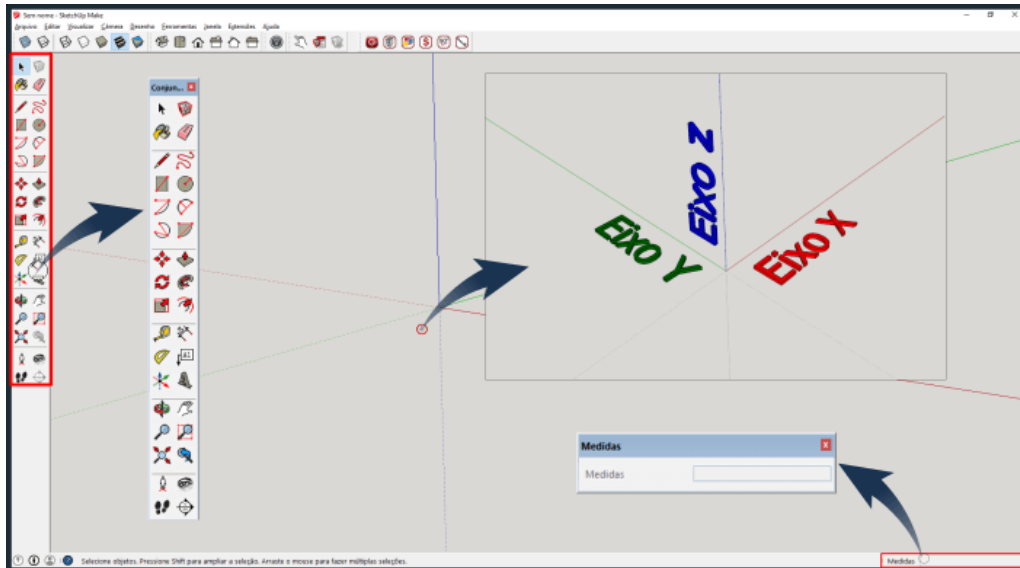 Sem nome - SketchUp Make
Arquivo Editar Visualizar Câmera Desenho Ferramentas Janela Extensões Ajuda
Conjun...
A1
Eixo Z
Eixo Y
Eixo X
Medidas
Medidas
Selecione objetos. Pressione Shift para ampliar a seleção. Arraste o mouse para fazer múltiplas seleções.
Medidas